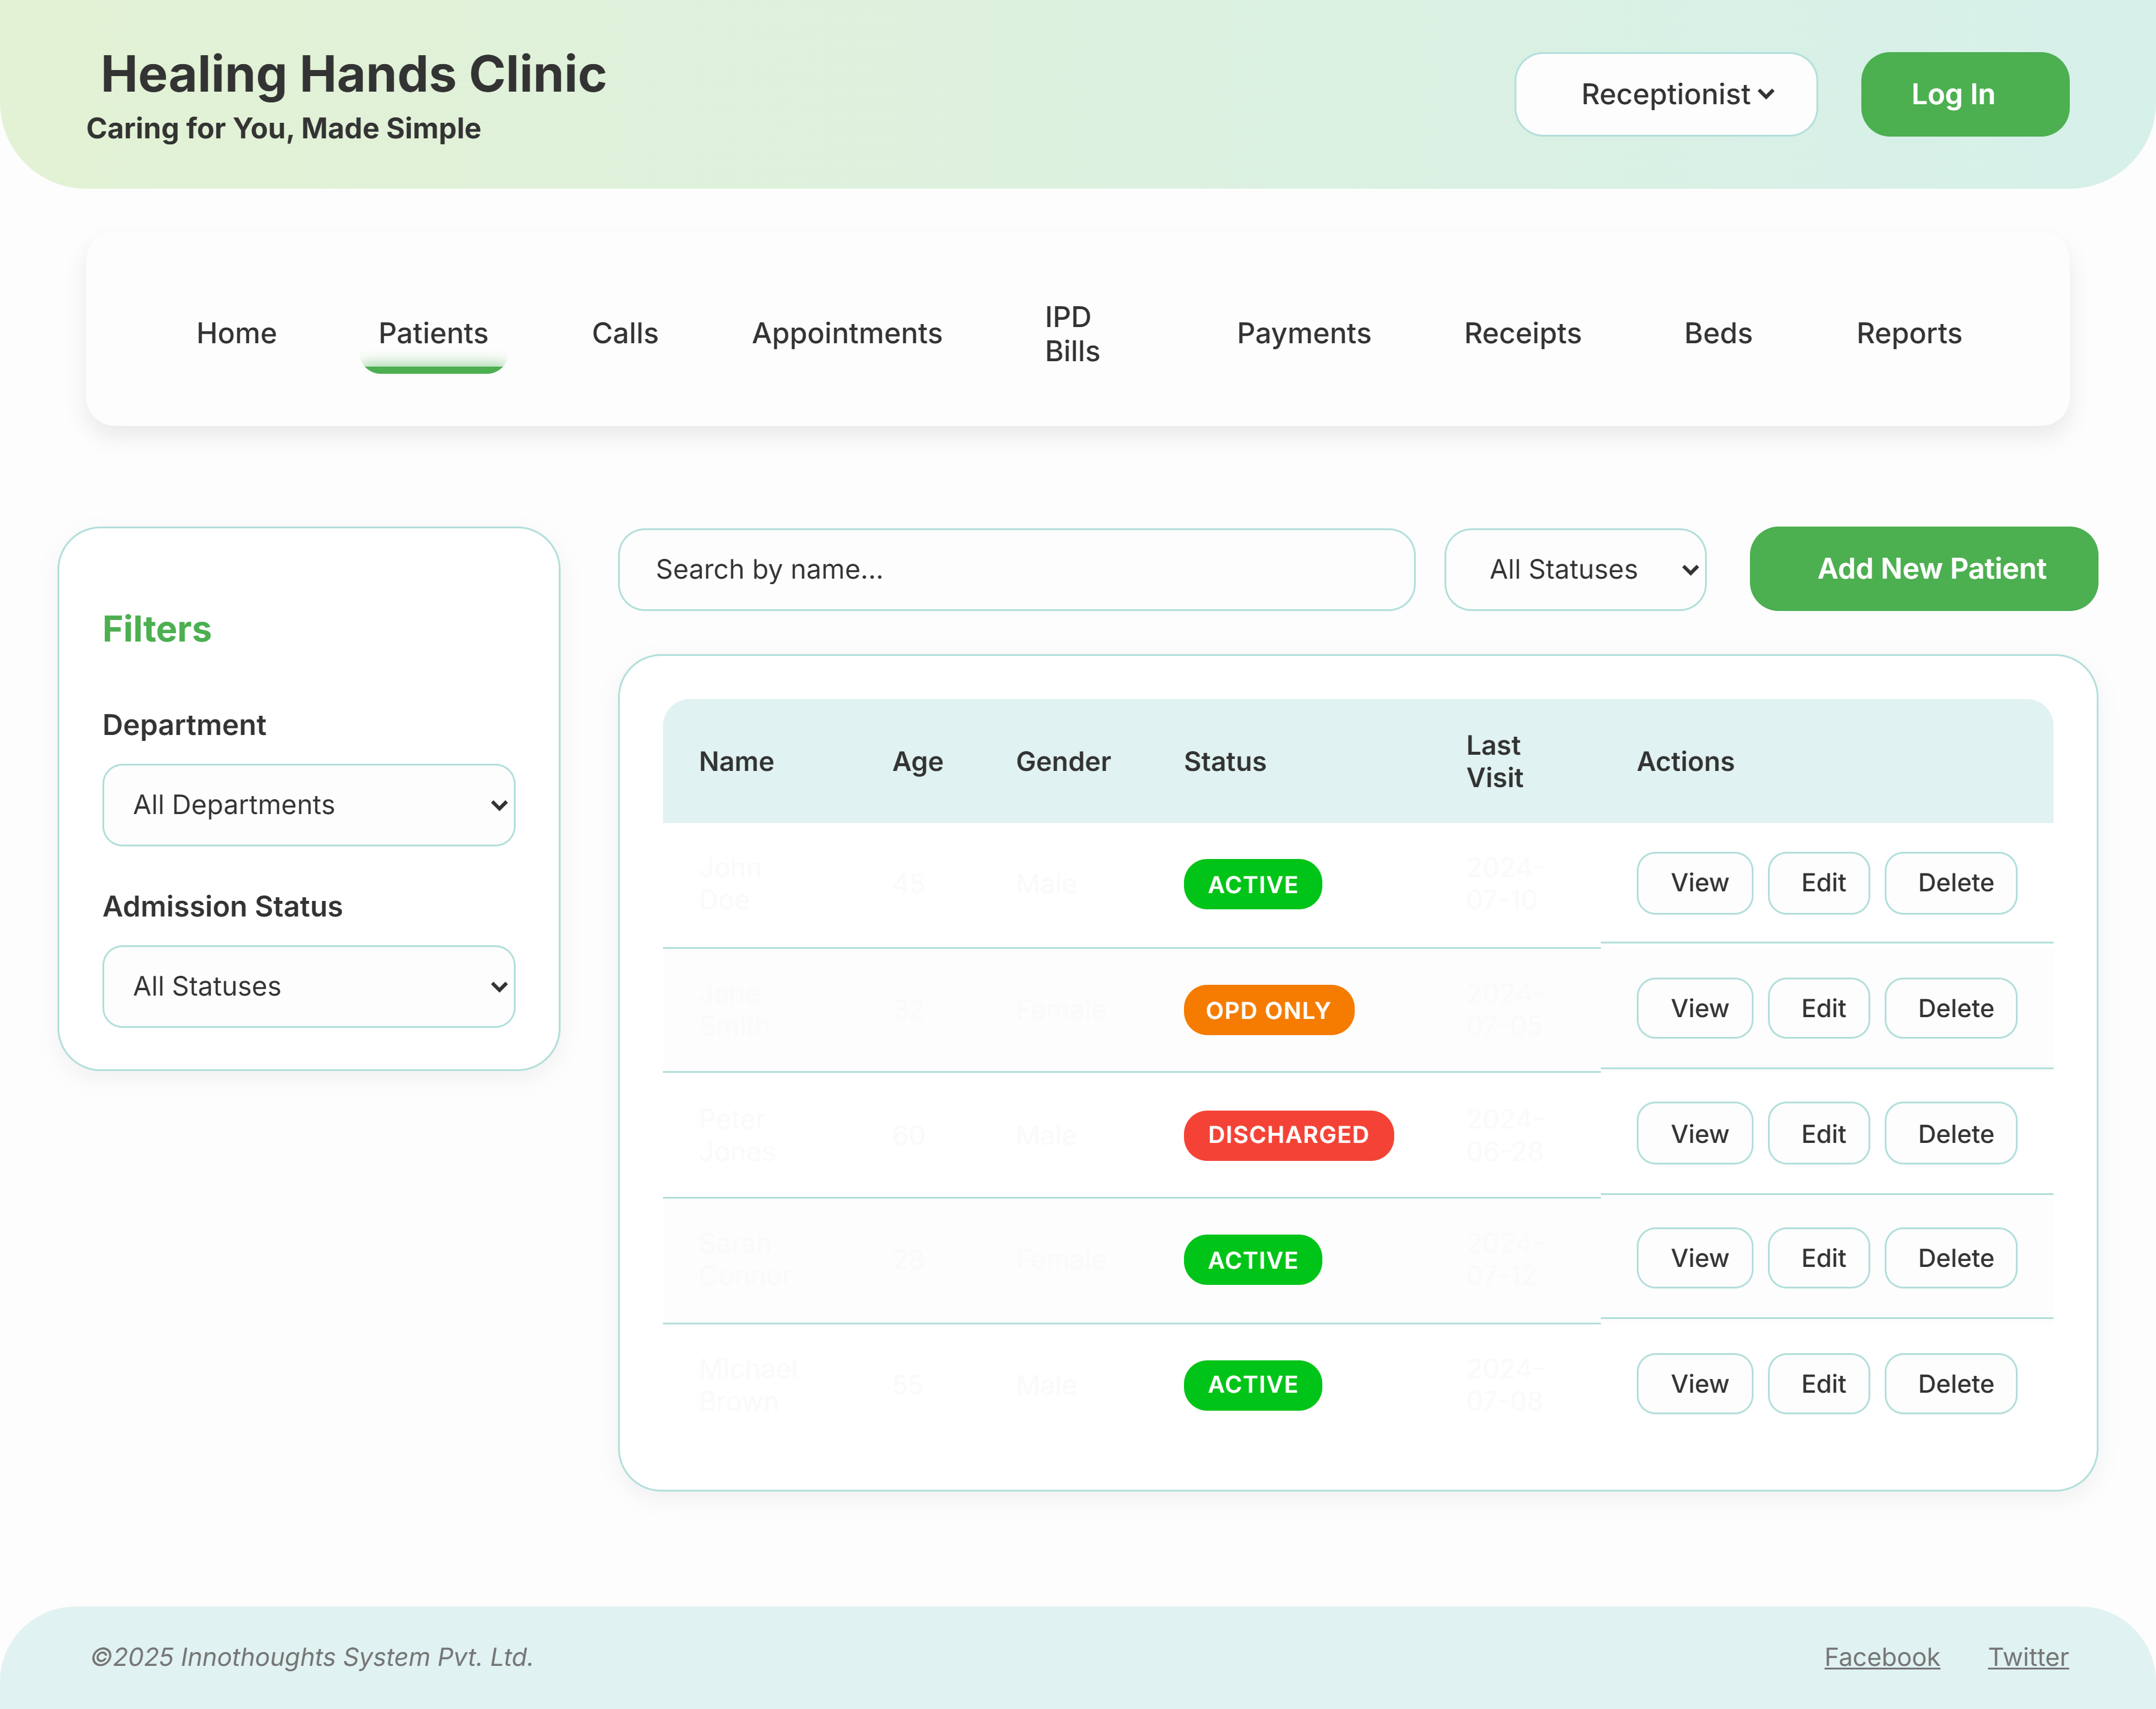 Healing Hands Clinic
Caring for You, Made Simple
Receptionist
Log In
Home
Patients
Calls
Appointments
IPD
Bills
Payments
Receipts
Beds
Reports
Filters
Department
All Departments
Admission Status
All Statuses
Search by name...
All Statuses
Add New Patient
Name
Age
Gender
Status
Last
Visit
Actions
John
Doe
45
Male
ACTIVE
2024-
07-10
View
Edit
Delete
Jane
Smith
32
Female
OPD ONLY
2024-
07-05
View
Edit
Delete
Peter
Jones
60
Male
DISCHARGED
2024-
06-28
View
Edit
Delete
Sarah
Connor
28
Female
ACTIVE
2024-
07-12
View
Edit
Delete
Michael
Brown
55
Male
ACTIVE
2024-
07-08
View
Edit
Delete
©2025 Innothoughts System Pvt. Ltd.
Facebook
Twitter